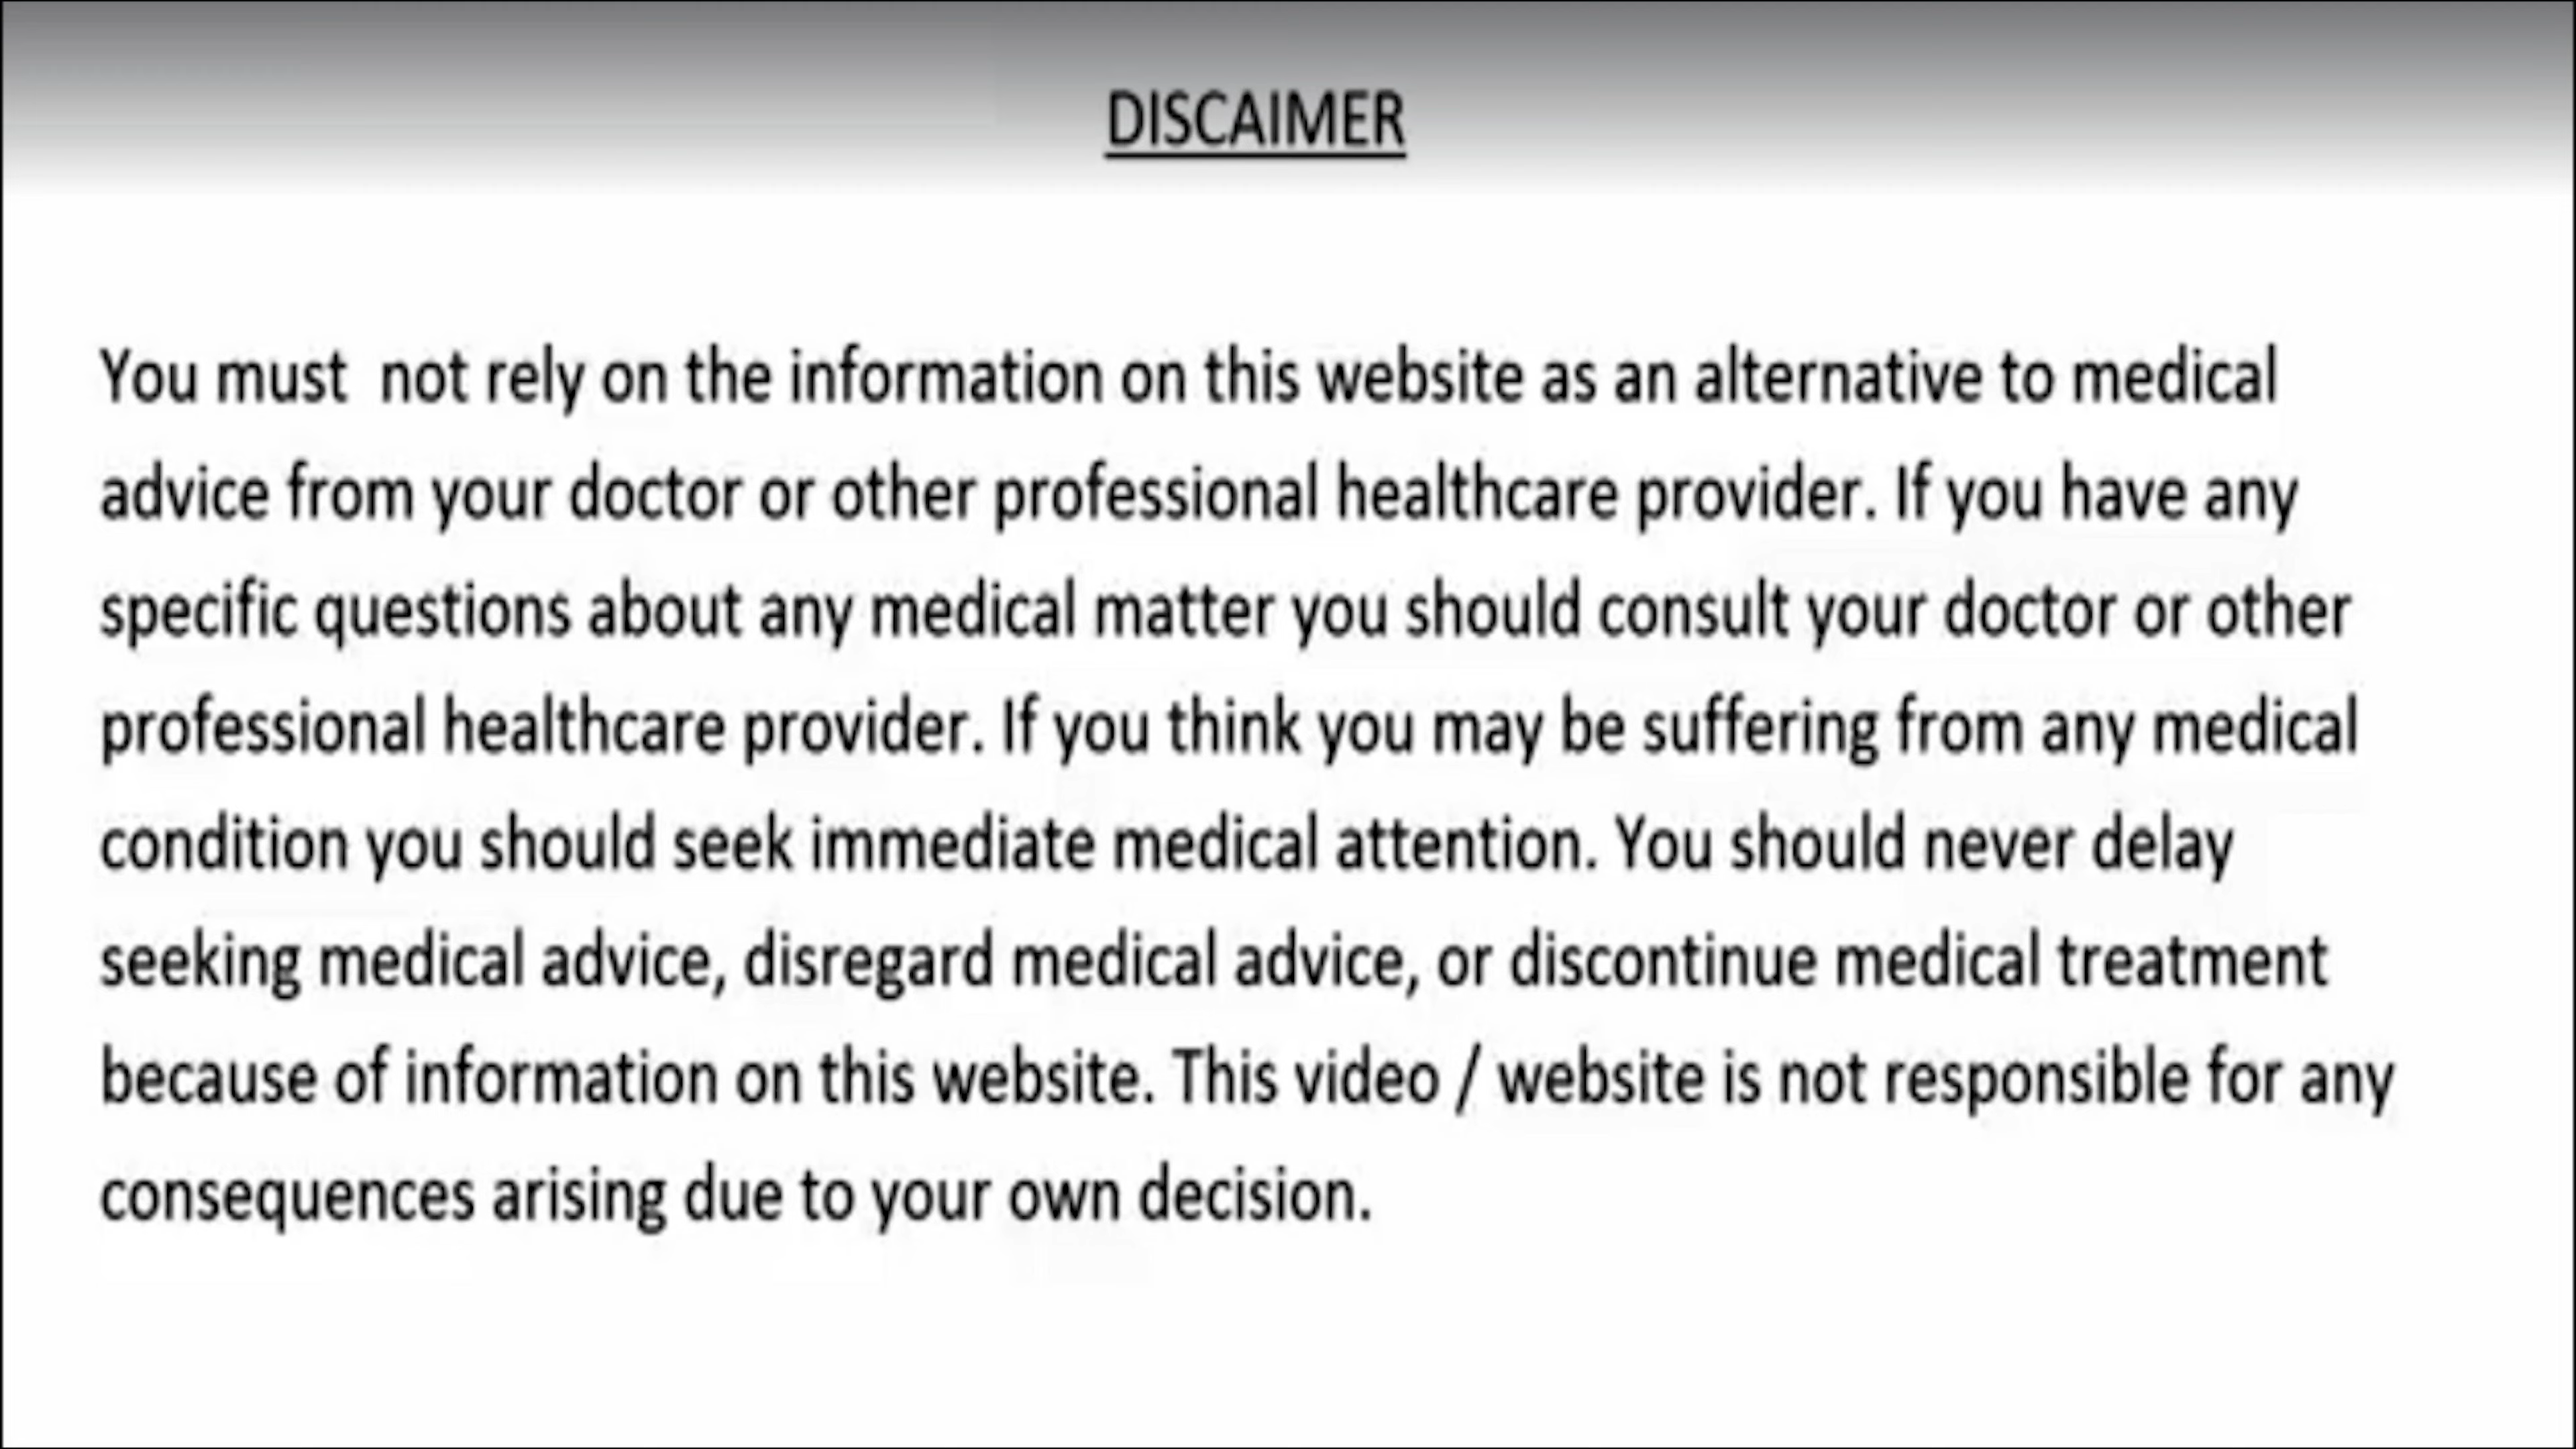 DISCAIMER
You must  not rely on the information on this website as an alternative to medical
advice from your doctor or other professional healthcare provider. If you have any
specific questions about any medical matter you should consult your doctor or other
professional healthcare provider. If you think you may be suffering from any medical
condition you should seek immediate medical attention. You should never delay
seeking medical advice, disregard medical advice, or discontinue medical treatment
because of information on this website. This video / website is not responsible for any
consequences arising due to your own decision.